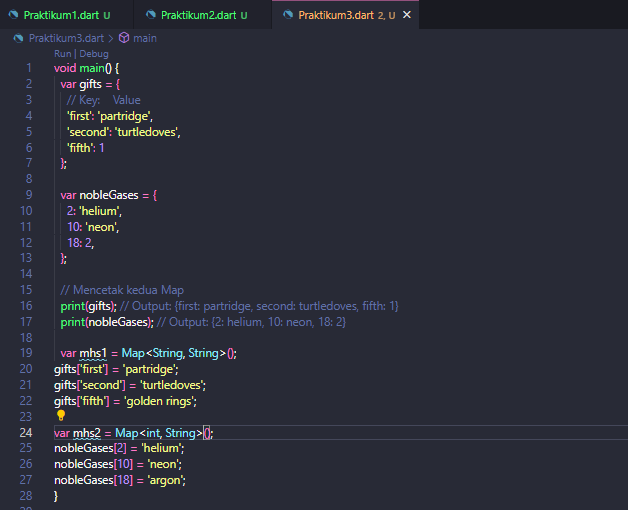 Praktikum1.dart U Praktikum2.dart U Praktikum3.dart 2, U ×
Praktikum3.dart > main
Run | Debug
1 void main() {
2 var gifts = {
3 // Key: Value
4 'first': 'partridge',
5 'second': 'turtledoves',
6 'fifth': 1
7 };
8
9 var nobleGases = {
10 2: 'helium',
11 10: 'neon',
12 18: 2,
13 };
14
15 // Mencetak kedua Map
16 print(gifts); // Output: {first: partridge, second: turtledoves, fifth: 1}
17 print(nobleGases); // Output: {2: helium, 10: neon, 18: 2}
18
19 var mhs1 = Map<String, String>();
20 gifts['first'] = 'partridge';
21 gifts['second'] = 'turtledoves';
22 gifts['fifth'] = 'golden rings';
23
24 var mhs2 = Map<int, String>();
25 nobleGases[2] = 'helium';
26 nobleGases[10] = 'neon';
27 nobleGases[18] = 'argon';
28 }